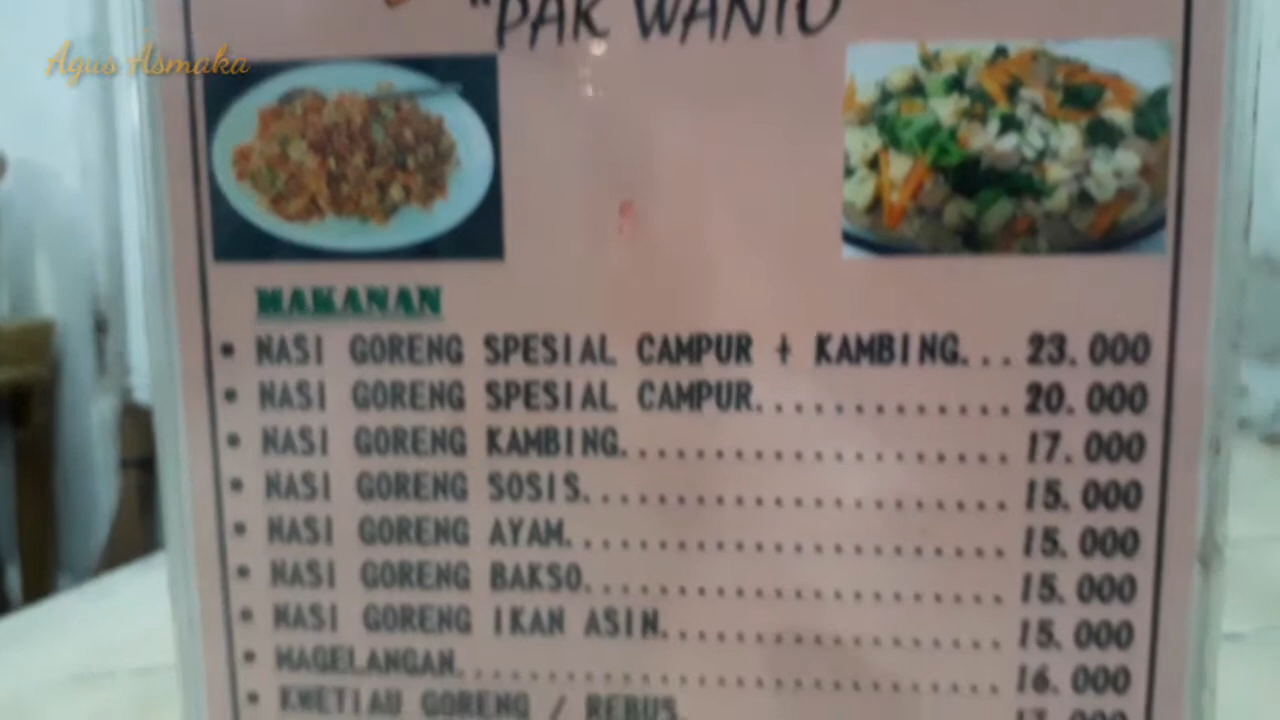 Agus Asmaka
"PAK WANTO
MAKANAN
• NASI GORENG SPESIAL CAMPUR + KAMBING... 23.000
• NASI GORENG SPESIAL CAMPUR............. 20.000
• NASI GORENG KAMBING..................... 17.000
• NASI GORENG SOSIS....................... 15.000
• NASI GORENG AYAM........................ 15.000
• NASI GORENG BAKSO....................... 15.000
• NASI GORENG IKAN ASIN................... 15.000
• MAGELANGAN.............................. 16.000
• KWETIAU GORENG / REBUS